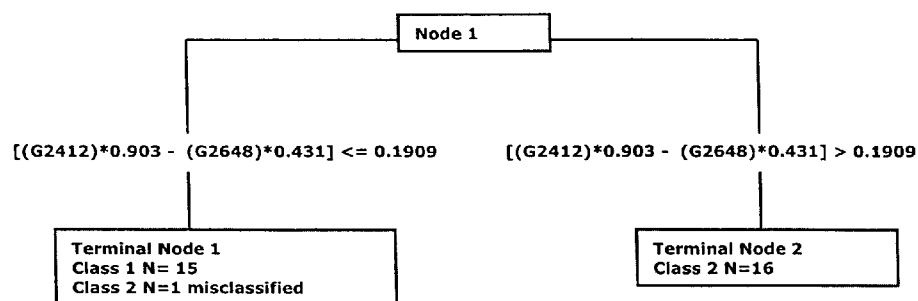 Node 1
[(G2412)*0.903 - (G2648)*0.431] <= 0.1909
[(G2412)*0.903 - (G2648)*0.431] > 0.1909
Terminal Node 1
Class 1 N= 15
Class 2 N=1 misclassified
Terminal Node 2
Class 2 N=16